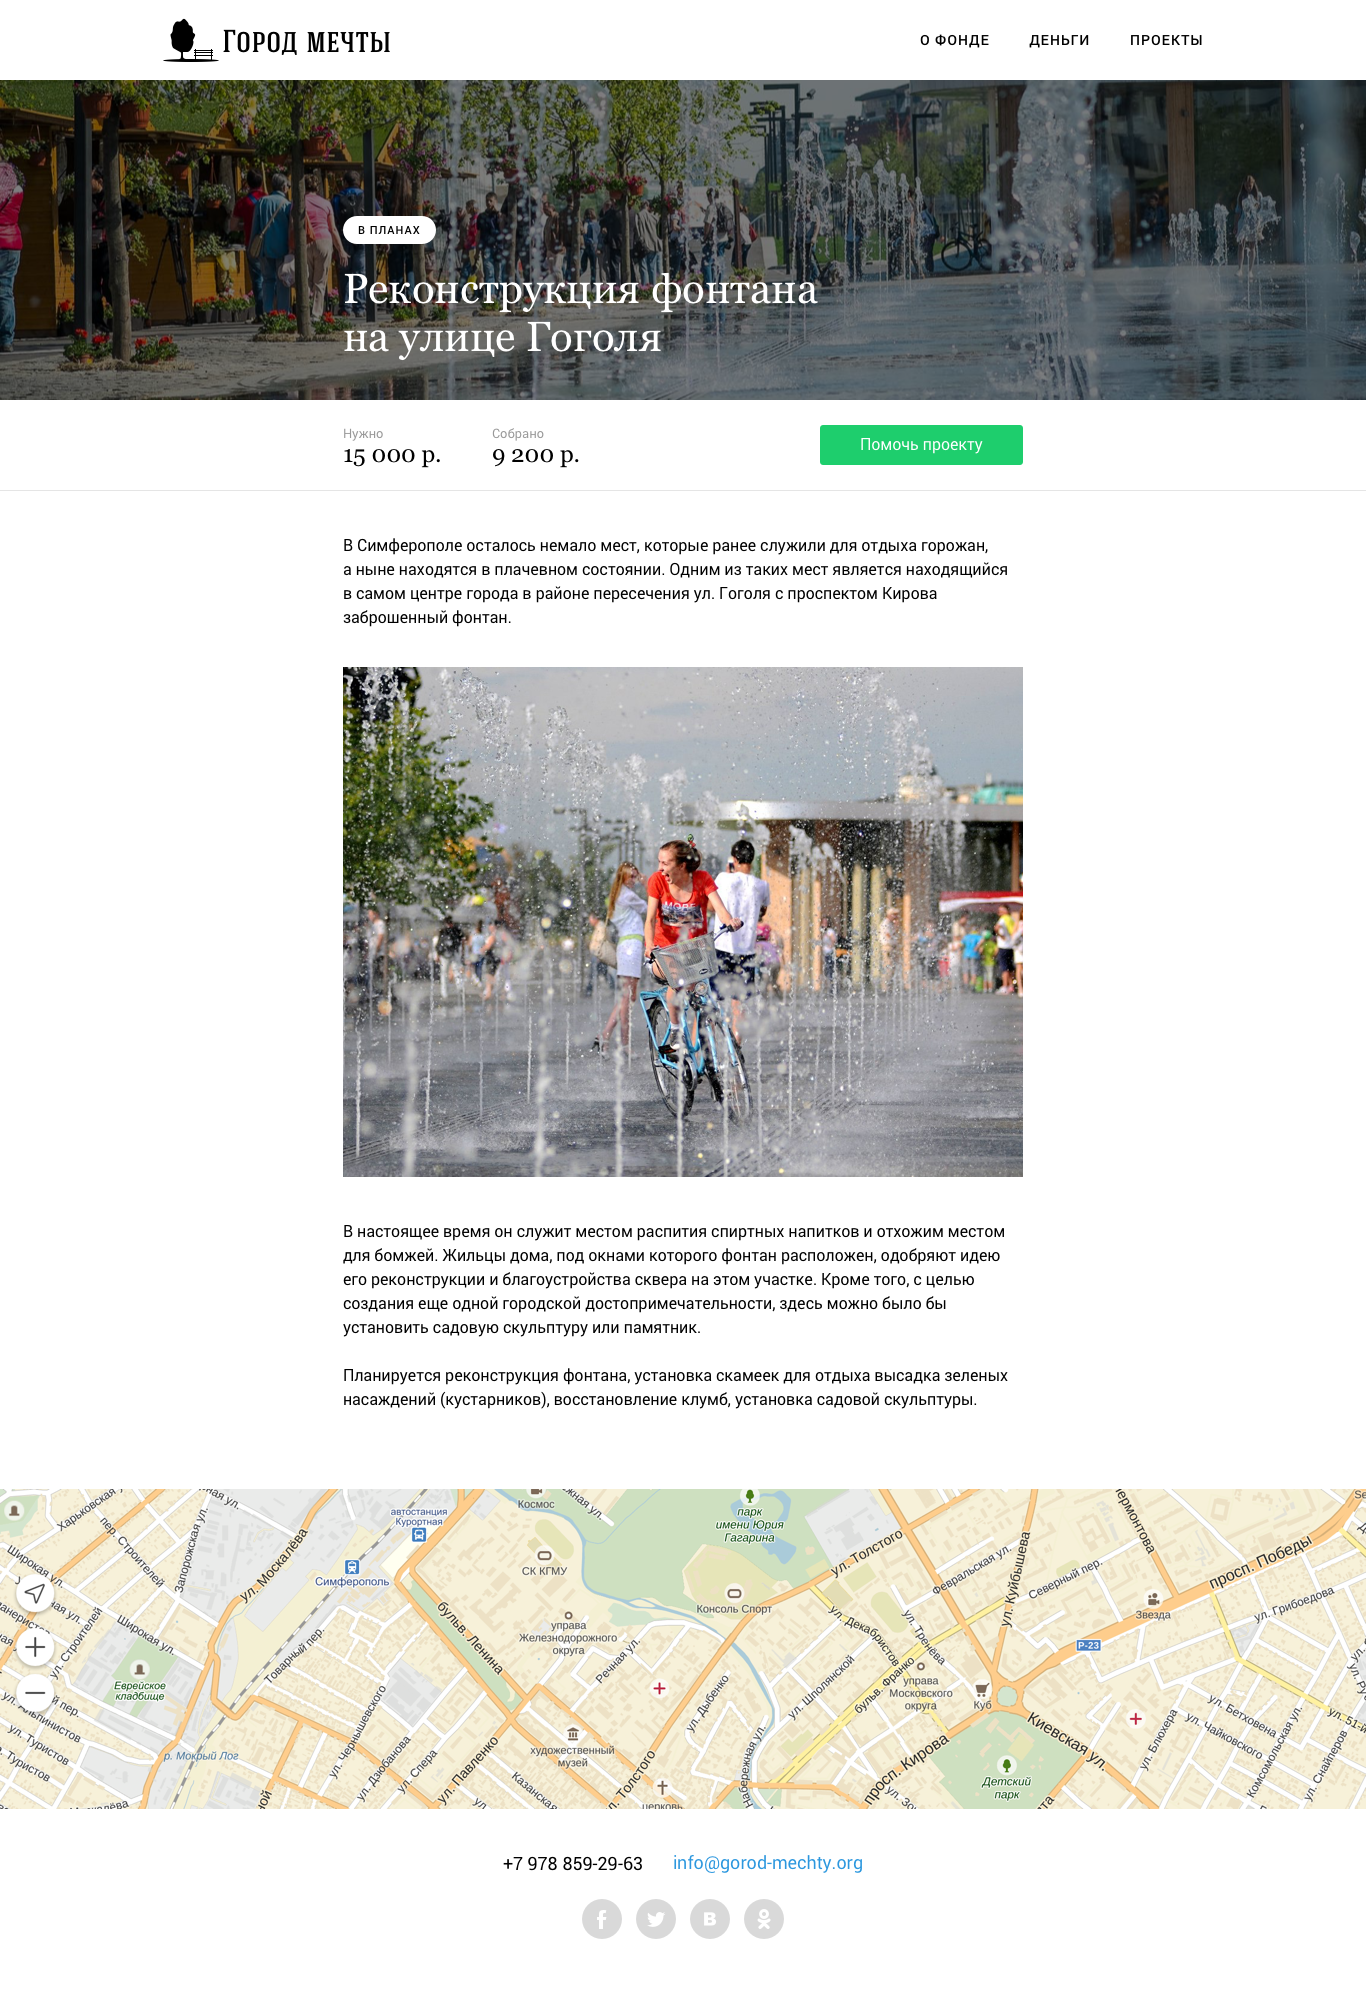 Город мечты
О ФОНДЕ
ДЕНЬГИ
ПРОЕКТЫ
В ПЛАНАХ
Реконструкция фонтана
на улице Гоголя
Нужно
15 000 р.
Собрано
9 200 р.
Помочь проекту
В Симферополе осталось немало мест, которые ранее служили для отдыха горожан,
а ныне находятся в плачевном состоянии. Одним из таких мест является находящийся
в самом центре города в районе пересечения ул. Гоголя с проспектом Кирова
заброшенный фонтан.
В настоящее время он служит местом распития спиртных напитков и отхожим местом
для бомжей. Жильцы дома, под окнами которого фонтан расположен, одобряют идею
его реконструкции и благоустройства сквера на этом участке. Кроме того, с целью
создания еще одной городской достопримечательности, здесь можно было бы
установить садовую скульптуру или памятник.
Планируется реконструкция фонтана, установка скамеек для отдыха высадка зеленых
насаждений (кустарников), восстановление клумб, установка садовой скульптуры.
Харьковская
пер. Строителей
Запорожская ул.
ул. Москалёва
автостанция
Курортная
Симферополь
Космос
СК КГМУ
парк
имени Юрия
Гагарина
ул. Толстого
Февральская ул.
ул. Куйбышева
Северный пер.
просп. Победы
Звезда
ул. Грибоедова
Р-23
Широкая ул.
ул. Строителей
Широкая ул.
Еврейское
кладбище
Товарный пер.
бульв. Ленина
управа
Железнодорожного
округа
Речная ул.
Консоль Спорт
ул. Декабристов
ул. Тренёва
управа
Московского
округа
бульв. Франко
ул. Шполянской
ул. Дыбенко
Куб
Киевская ул.
ул. Блюхера
ул. Бетховена
ул. Чайковского
Комсомольская ул.
ул. Снайперов
ул. 51-й
ул. Туристов
р. Мокрый Лог
ул. Чернышевского
ул. Дзюбанова
ул. Спера
ул. Павленко
художественный
музей
Казанская
ул. Толстого
церковь
Набережная ул.
просп. Кирова
Детский
парк
+7 978 859-29-63
info@gorod-mechty.org